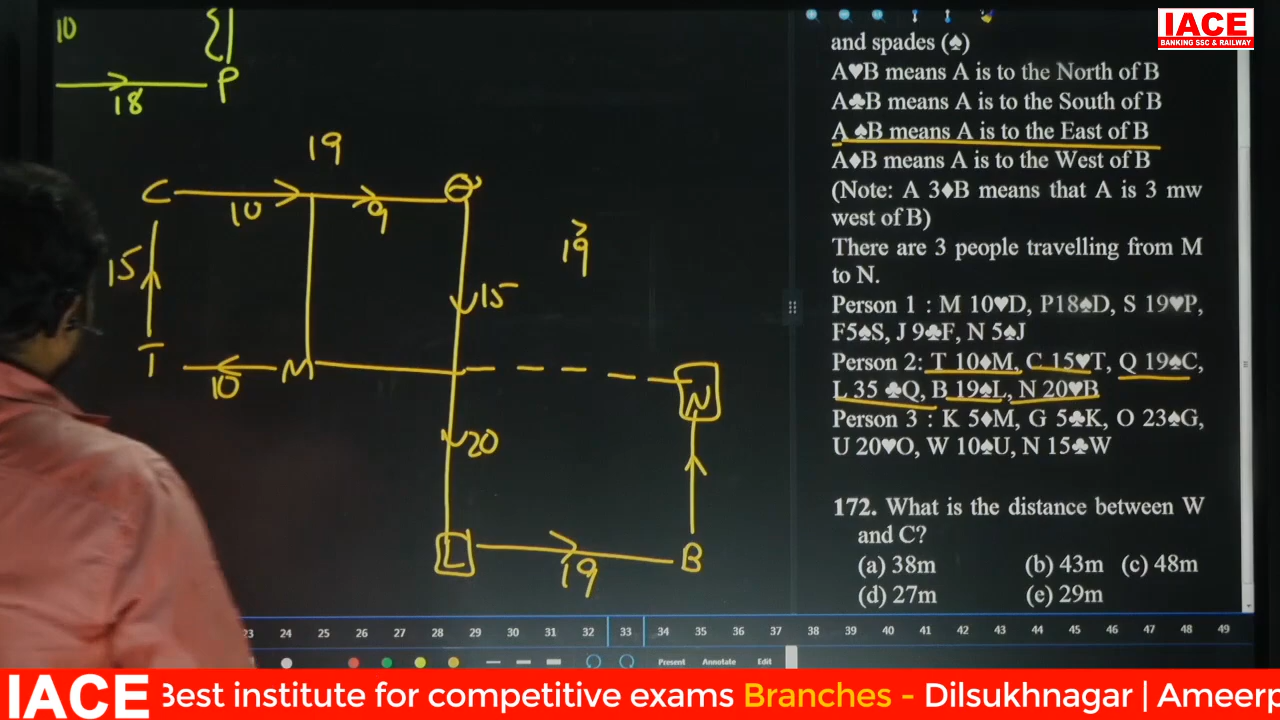 10
18
P
19
C
10
9
Q
15
19
15
T
10
M
N
20
L
19
B
IACE
BANKING SSC & RAILWAY
and spades (♠)
A♥B means A is to the North of B
A♣B means A is to the South of B
A ♠B means A is to the East of B
A♦B means A is to the West of B
(Note: A 3♦B means that A is 3 mw
west of B)
There are 3 people travelling from M
to N.
Person 1 : M 10♥D, P18♠D, S 19♥P,
F5♠S, J 9♣F, N 5♠J
Person 2: T 10♦M, C 15♥T, Q 19♠C,
L 35 ♣Q, B 19♠L, N 20♥B
Person 3 : K 5♦M, G 5♣K, O 23♠G,
U 20♥O, W 10♠U, N 15♣W
172. What is the distance between W
and C?
(a) 38m (b) 43m (c) 48m
(d) 27m (e) 29m
23 24 25 26 27 28 29 30 31 32 33 34 35 36 37 38 39 40 41 42 43 44 45 46 47 48 49
Present Annotate Edit
IACE Best institute for competitive exams Branches - Dilsukhnagar | Ameerp